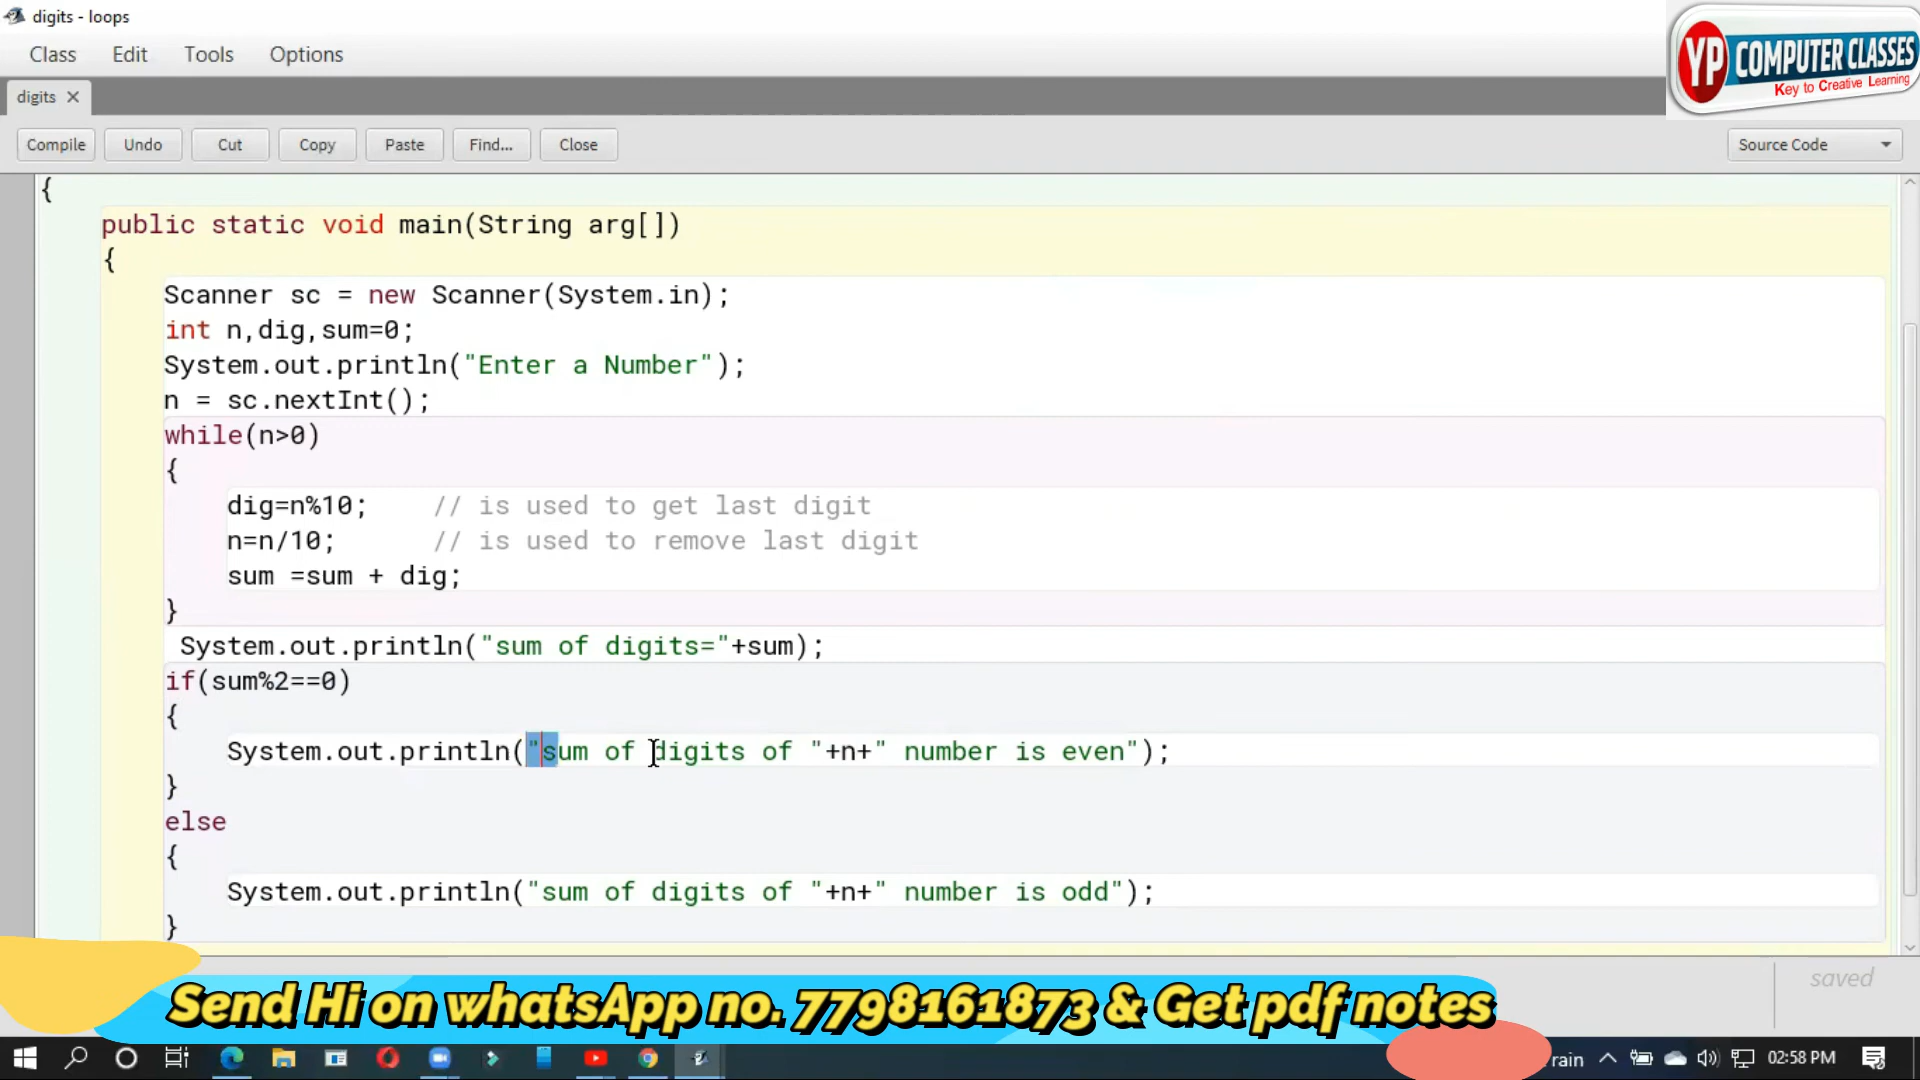 digits - loops
YP COMPUTER CLASSES
Key to Creative Learning
Class Edit Tools Options
digits ×
Compile Undo Cut Copy Paste Find... Close Source Code
{
public static void main(String arg[])
{
Scanner sc = new Scanner(System.in);
int n,dig,sum=0;
System.out.println("Enter a Number");
n = sc.nextInt();
while(n>0)
{
dig=n%10; // is used to get last digit
n=n/10; // is used to remove last digit
sum =sum + dig;
}
System.out.println("sum of digits="+sum);
if(sum%2==0)
{
System.out.println("sum of digits of "+n+" number is even");
}
else
{
System.out.println("sum of digits of "+n+" number is odd");
}
saved
Send Hi on whatsApp no. 7798161873 & Get pdf notes
rain 02:58 PM